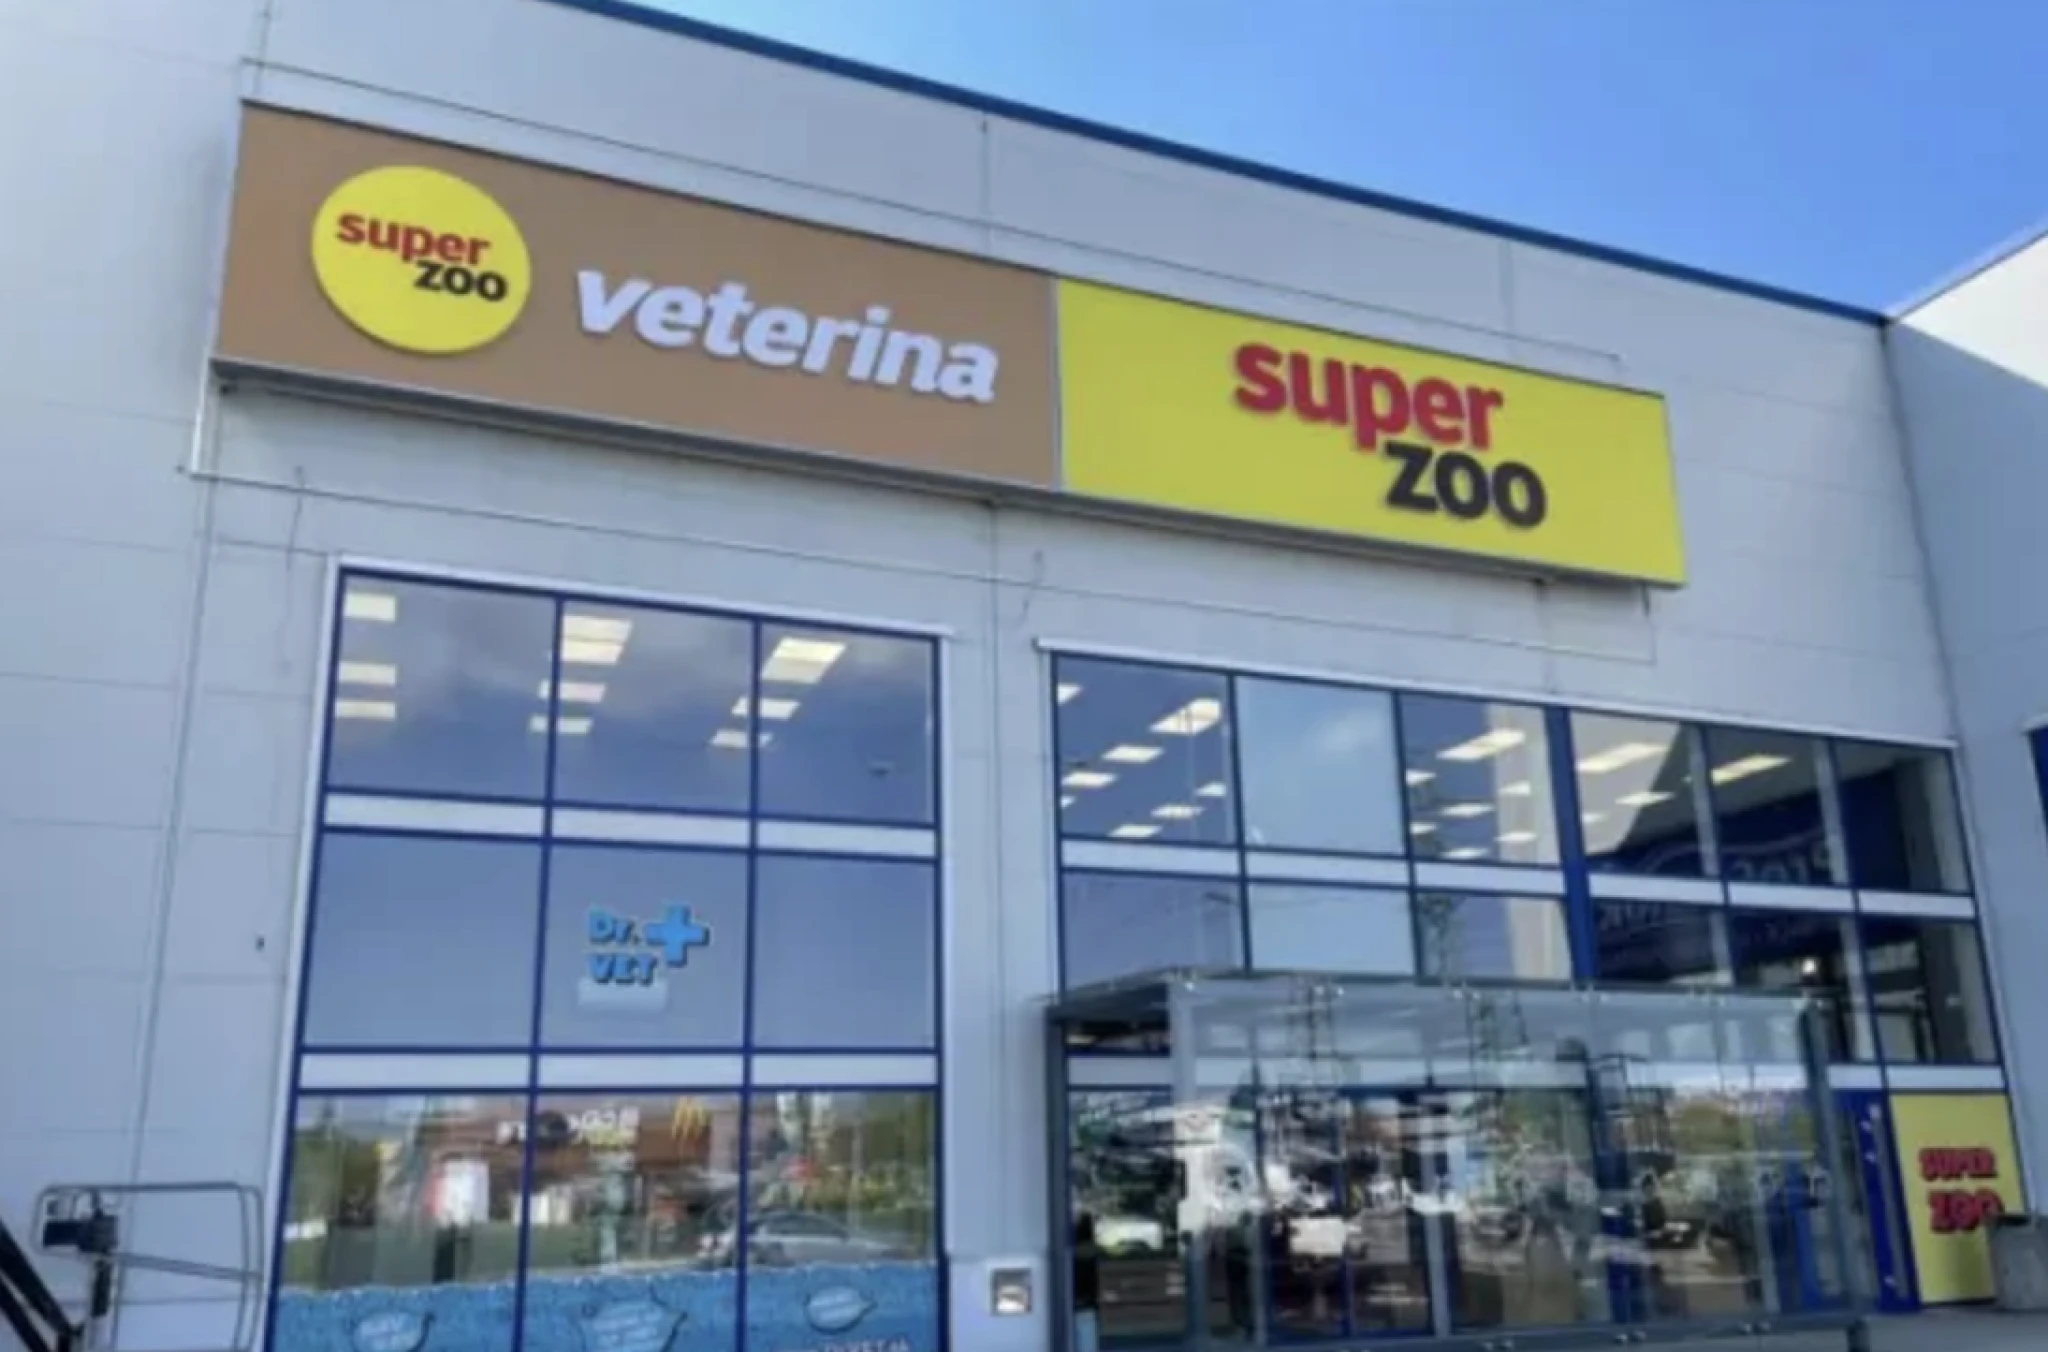 super
zoo
veterina
super
zoo
Dr.
VET
SUPER
ZOO